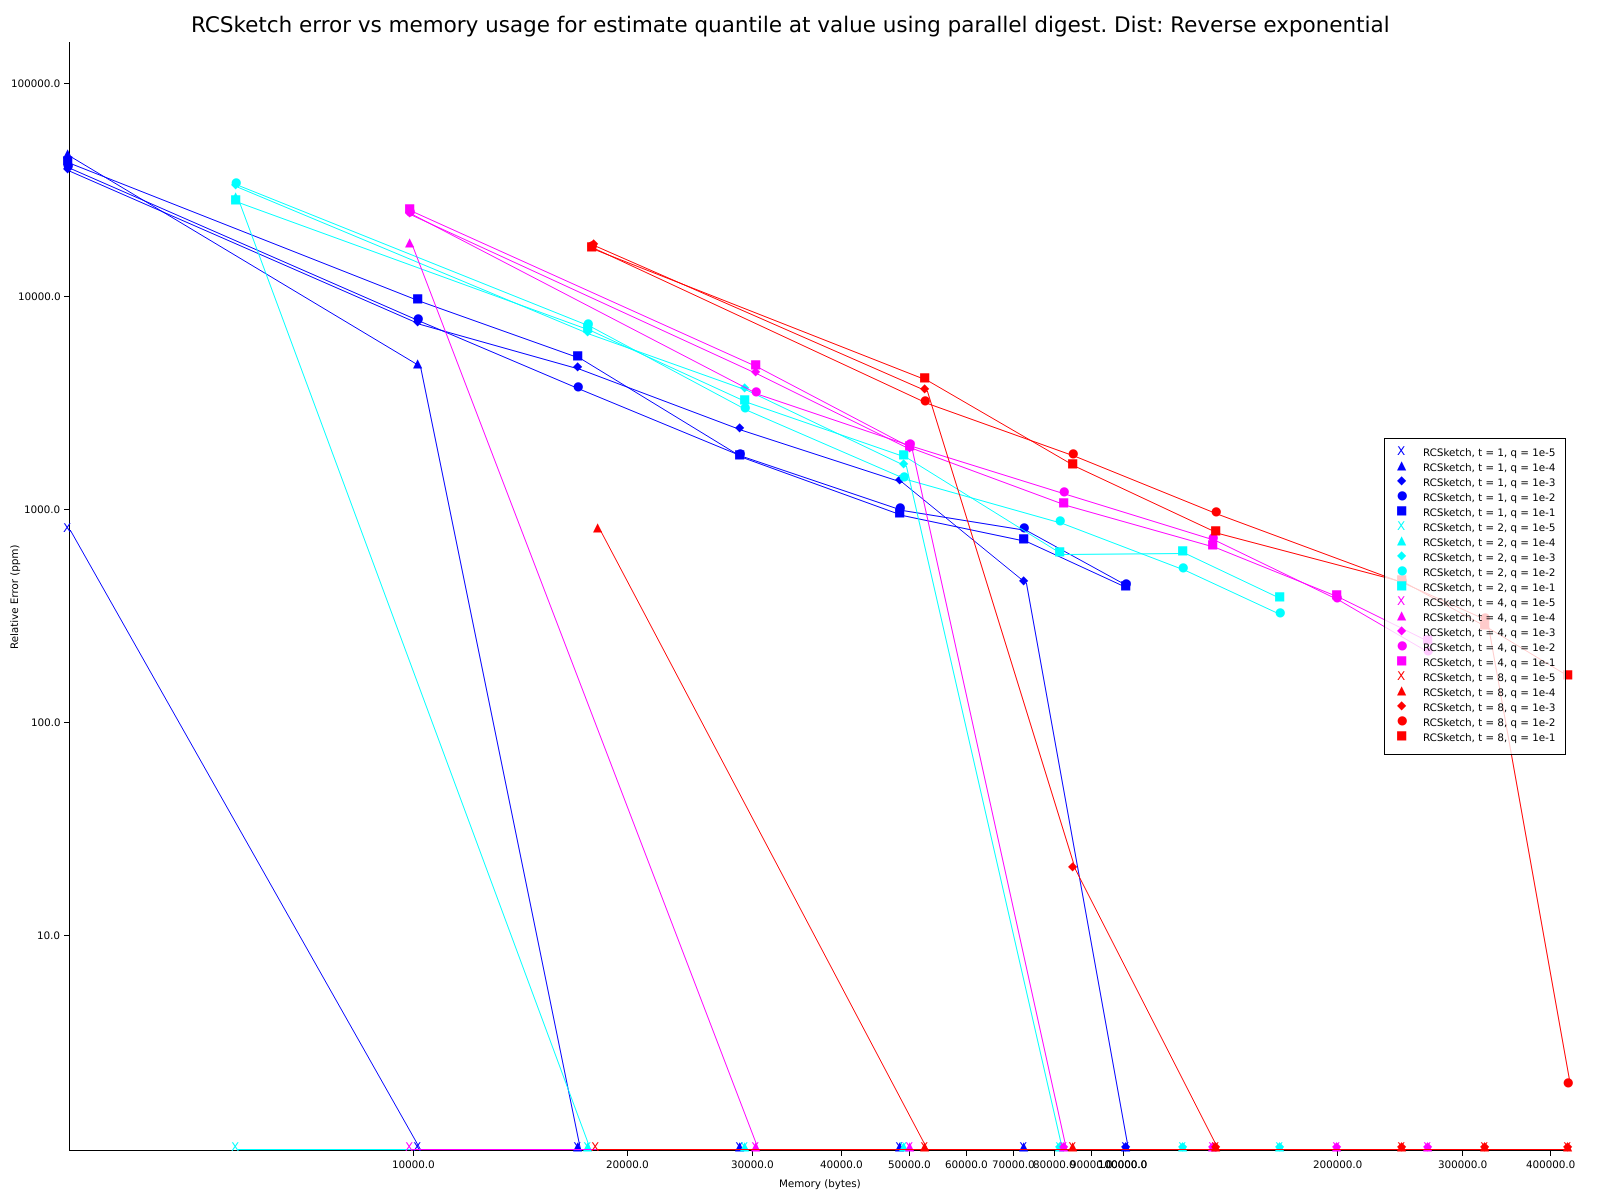 RCSketch error vs memory usage for estimate quantile at value using parallel digest. Dist: Reverse exponential
100000.0
10000.0
1000.0
100.0
10.0
Relative Error (ppm)
RCSketch, t = 1, q = 1e-5
RCSketch, t = 1, q = 1e-4
RCSketch, t = 1, q = 1e-3
RCSketch, t = 1, q = 1e-2
RCSketch, t = 1, q = 1e-1
RCSketch, t = 2, q = 1e-5
RCSketch, t = 2, q = 1e-4
RCSketch, t = 2, q = 1e-3
RCSketch, t = 2, q = 1e-2
RCSketch, t = 2, q = 1e-1
RCSketch, t = 4, q = 1e-5
RCSketch, t = 4, q = 1e-4
RCSketch, t = 4, q = 1e-3
RCSketch, t = 4, q = 1e-2
RCSketch, t = 4, q = 1e-1
RCSketch, t = 8, q = 1e-5
RCSketch, t = 8, q = 1e-4
RCSketch, t = 8, q = 1e-3
RCSketch, t = 8, q = 1e-2
RCSketch, t = 8, q = 1e-1
10000.0 20000.0 30000.0 40000.0 50000.0 60000.0 70000.0 80000.0 90000.0 100000.0 200000.0 300000.0 400000.0
Memory (bytes)